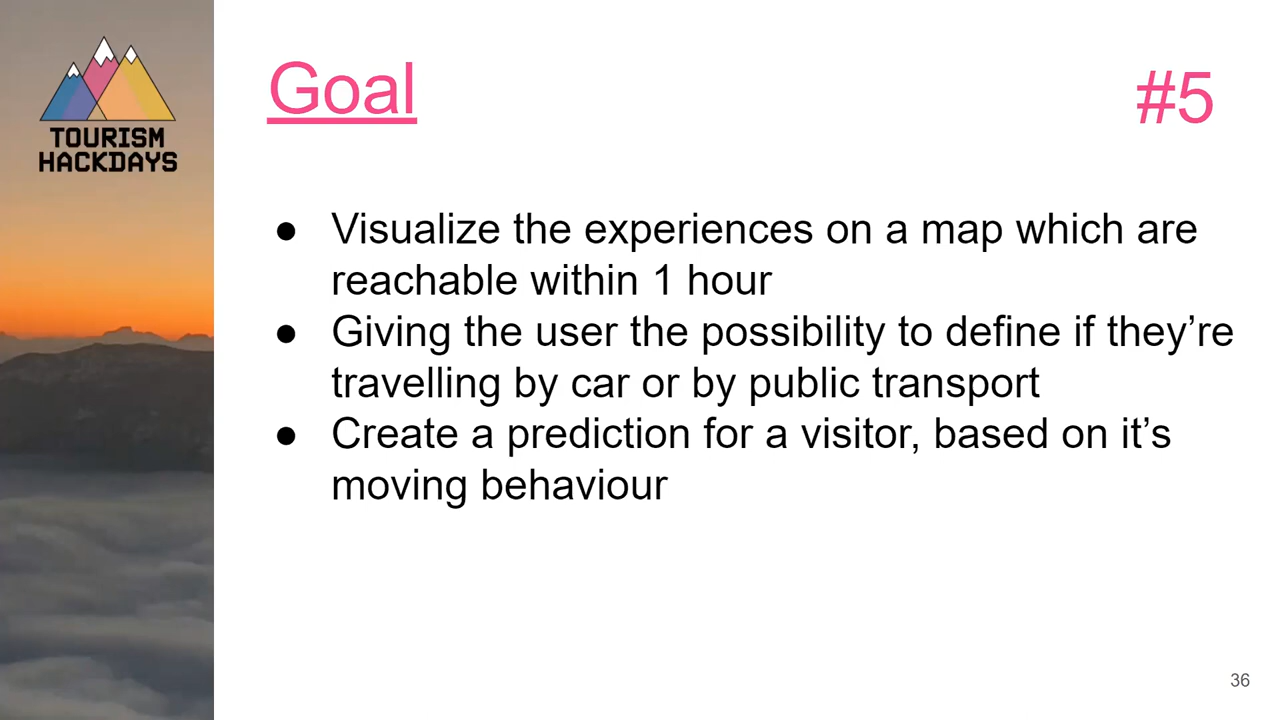 TOURISM
HACKDAYS
Goal
#5
● Visualize the experiences on a map which are
reachable within 1 hour
● Giving the user the possibility to define if they’re
travelling by car or by public transport
● Create a prediction for a visitor, based on it’s
moving behaviour
36